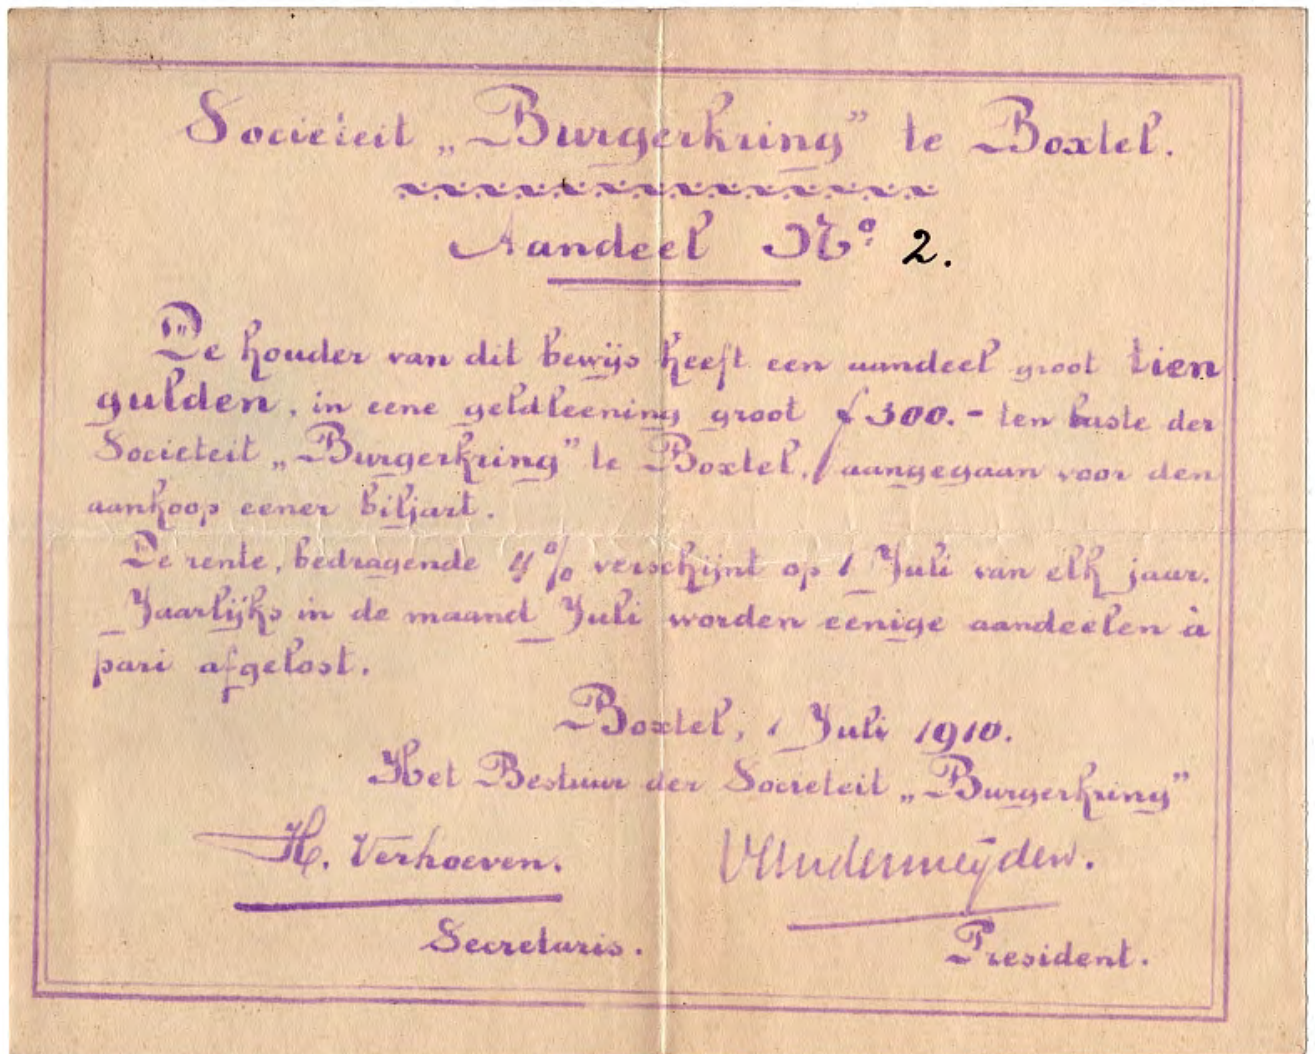 Societeit „Burgerkring” te Boxtel.
Aandeel No. 2.
De houder van dit bewijs heeft een aandeel groot tien
gulden, in eene geldleening groot f 300.- ten laste der
Societeit „Burgerkring” te Boxtel, aangegaan voor den
aankoop eener biljart.
De rente, bedragende 4% verschijnt op 1 Juli van elk jaar.
Jaarlijks in de maand Juli worden eenige aandeelen à
pari afgelost.
Boxtel, 1 Juli 1910.
Het Bestuur der Societeit „Burgerkring”
H. Verhoeven.
Secretaris.
President.